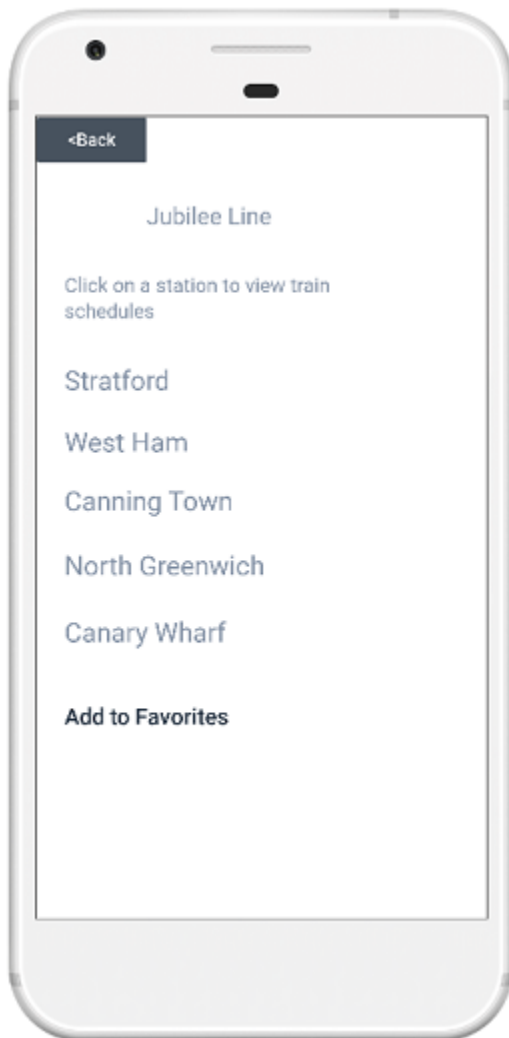 <Back
Jubilee Line
Click on a station to view train
schedules
Stratford
West Ham
Canning Town
North Greenwich
Canary Wharf
Add to Favorites